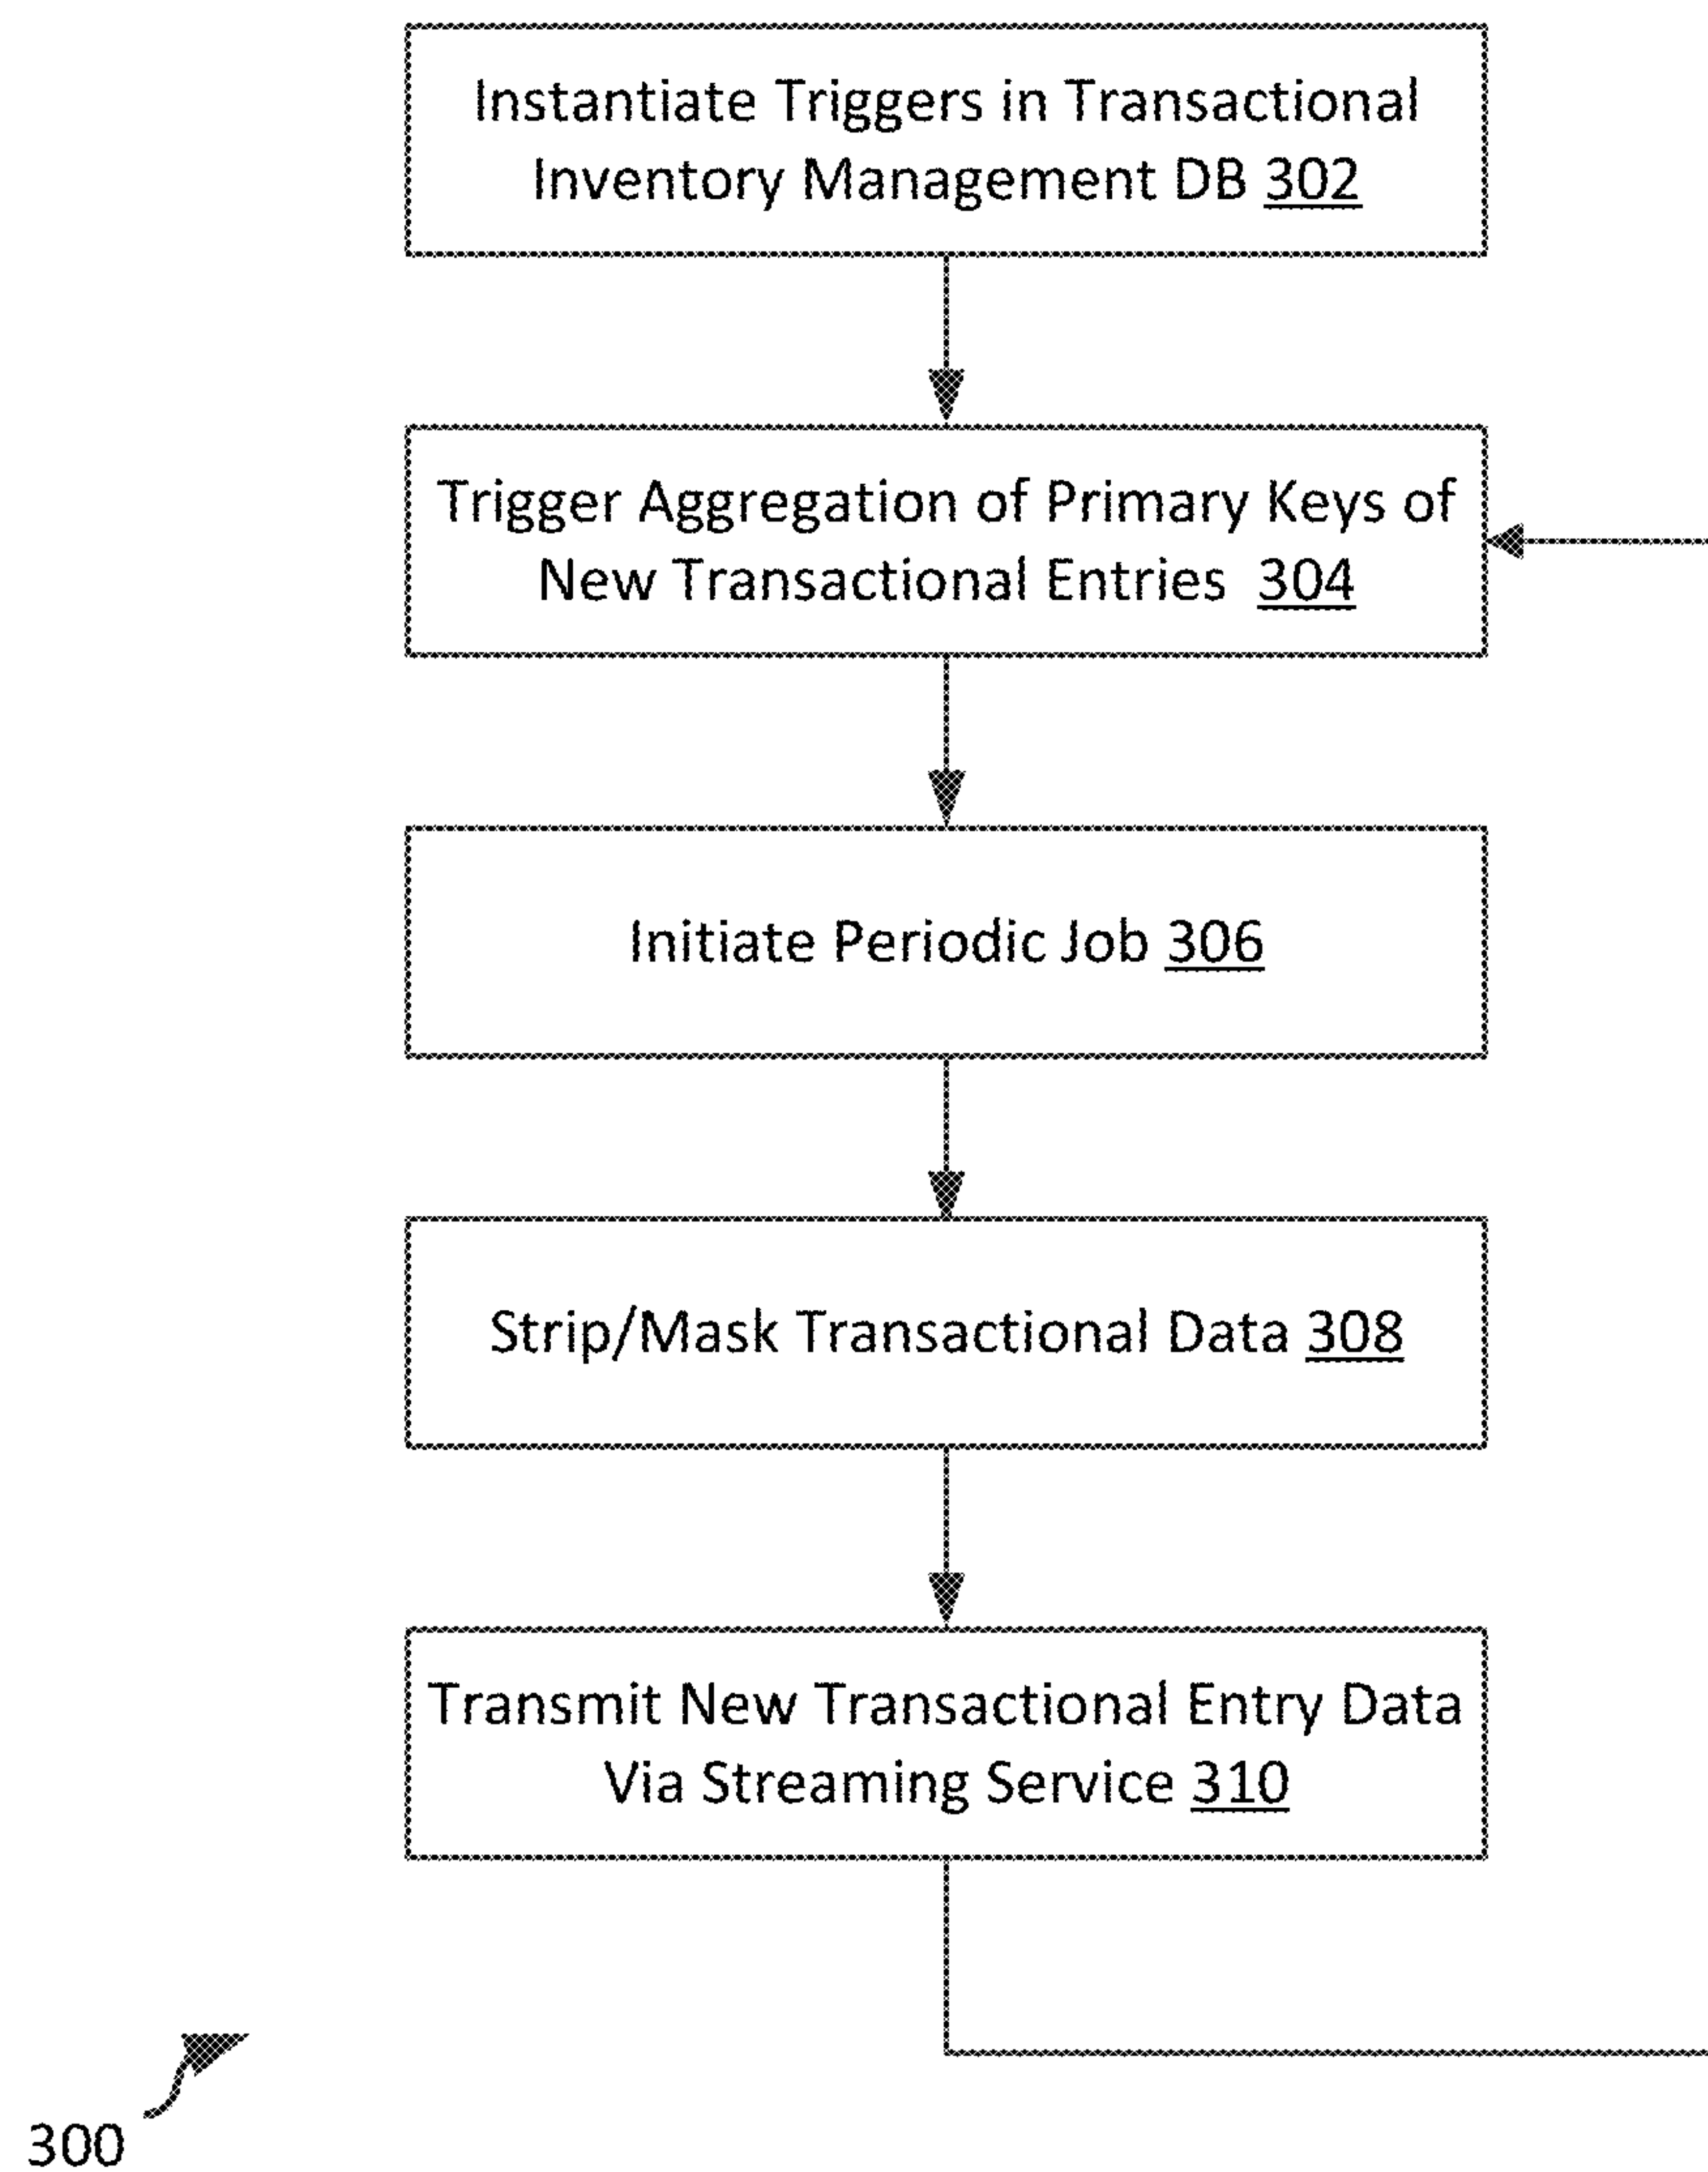 Instantiate Triggers in Transactional
Inventory Management DB 302
Trigger Aggregation of Primary Keys of
New Transactional Entries 304
Initiate Periodic Job 306
Strip/Mask Transactional Data 308
Transmit New Transactional Entry Data
Via Streaming Service 310
300